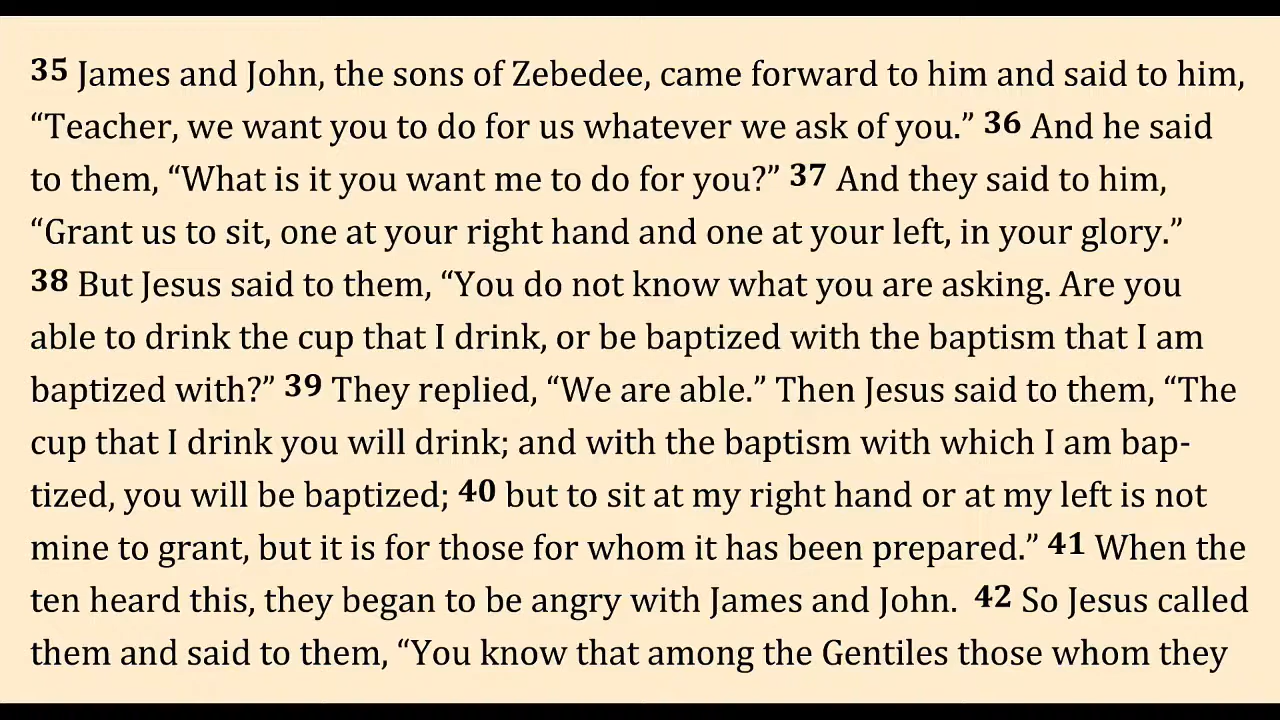 35 James and John, the sons of Zebedee, came forward to him and said to him,
“Teacher, we want you to do for us whatever we ask of you.” 36 And he said
to them, “What is it you want me to do for you?” 37 And they said to him,
“Grant us to sit, one at your right hand and one at your left, in your glory.”
38 But Jesus said to them, “You do not know what you are asking. Are you
able to drink the cup that I drink, or be baptized with the baptism that I am
baptized with?” 39 They replied, “We are able.” Then Jesus said to them, “The
cup that I drink you will drink; and with the baptism with which I am bap-
tized, you will be baptized; 40 but to sit at my right hand or at my left is not
mine to grant, but it is for those for whom it has been prepared.” 41 When the
ten heard this, they began to be angry with James and John. 42 So Jesus called
them and said to them, “You know that among the Gentiles those whom they